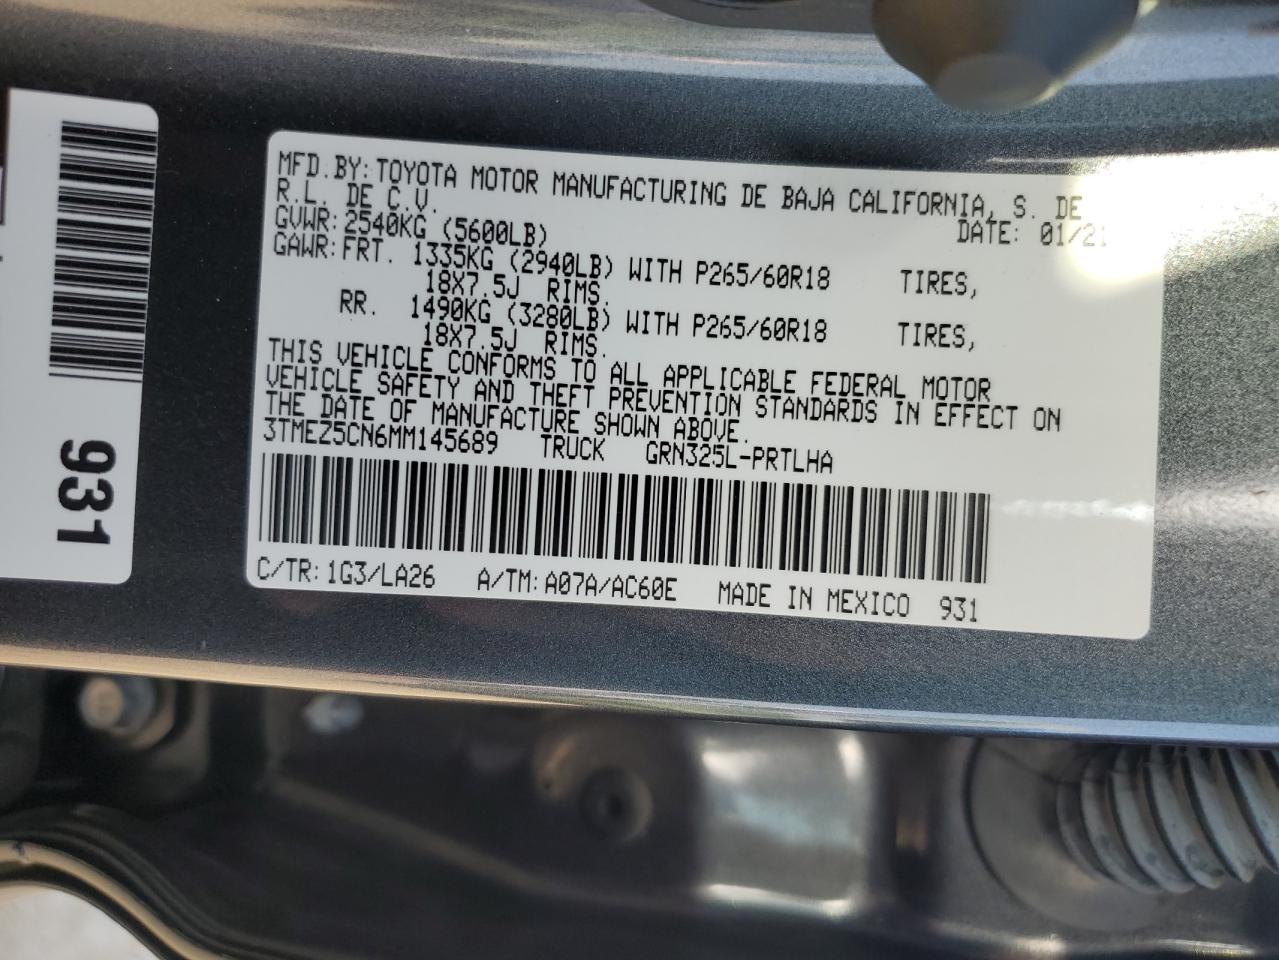 MFD.BY:TOYOTA MOTOR MANUFACTURING DE BAJA CALIFORNIA, S. DE
R.L. DE C.V.
DATE: 01/21
GVWR:2540KG (5600LB)
GAWR:FRT. 1335KG (2940LB) WITH P265/60R18 TIRES,
18X7.5J RIMS.
RR. 1490KG (3280LB) WITH P265/60R18 TIRES,
18X7.5J RIMS.
THIS VEHICLE CONFORMS TO ALL APPLICABLE FEDERAL MOTOR
VEHICLE SAFETY AND THEFT PREVENTION STANDARDS IN EFFECT ON
THE DATE OF MANUFACTURE SHOWN ABOVE.
3TMEZ5CN6MM145689 TRUCK GRN325L-PRTLHA
C/TR:1G3/LA26 A/TM:A07A/AC60E MADE IN MEXICO 931
931